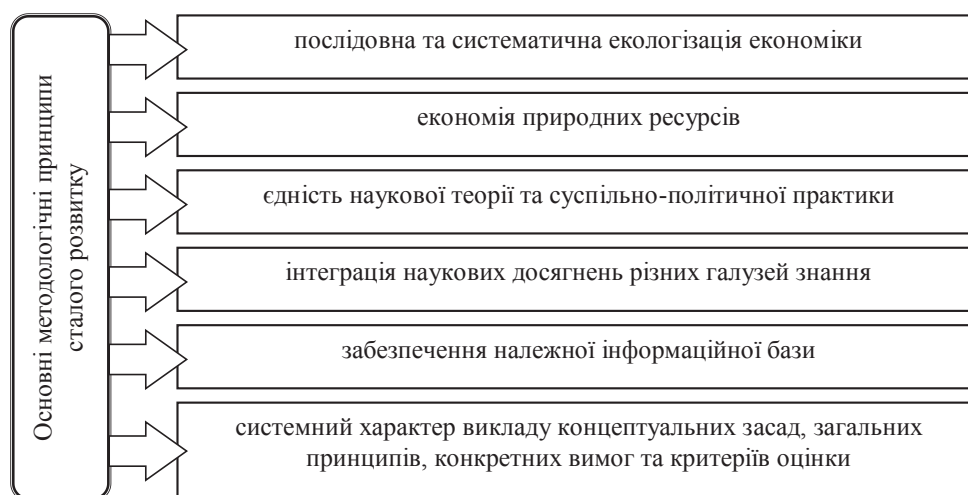 Основні методологічні принципи
сталого розвитку
послідовна та систематична екологізація економіки
економія природних ресурсів
єдність наукової теорії та суспільно-політичної практики
інтеграція наукових досягнень різних галузей знання
забезпечення належної інформаційної бази
системний характер викладу концептуальних засад, загальних
принципів, конкретних вимог та критеріїв оцінки